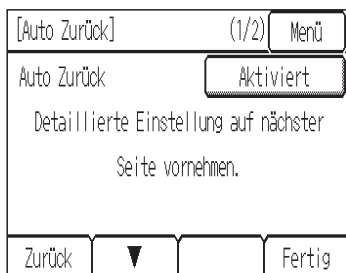 [Auto Zurück] (1/2) Menü
Auto Zurück Aktiviert
Detaillierte Einstellung auf nächster
Seite vornehmen.
Zurück ▼ Fertig